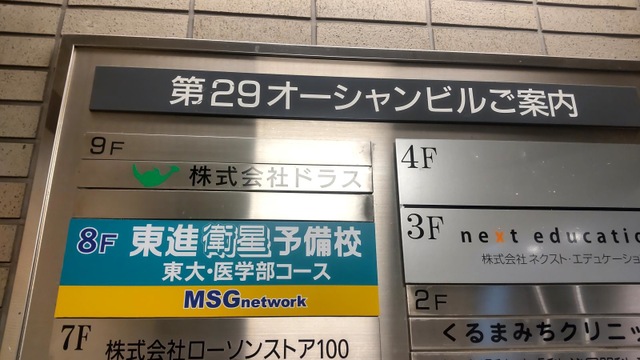 第29オーシャンビルご案内
9F
株式会社ドラス
8F 東進衛星予備校
東大・医学部コース
MSGnetwork
7F
株式会社ローソンストア100
4F
3F next educatio
株式会社 ネクスト・エデュケーショ
2F
くるまみちクリニッ